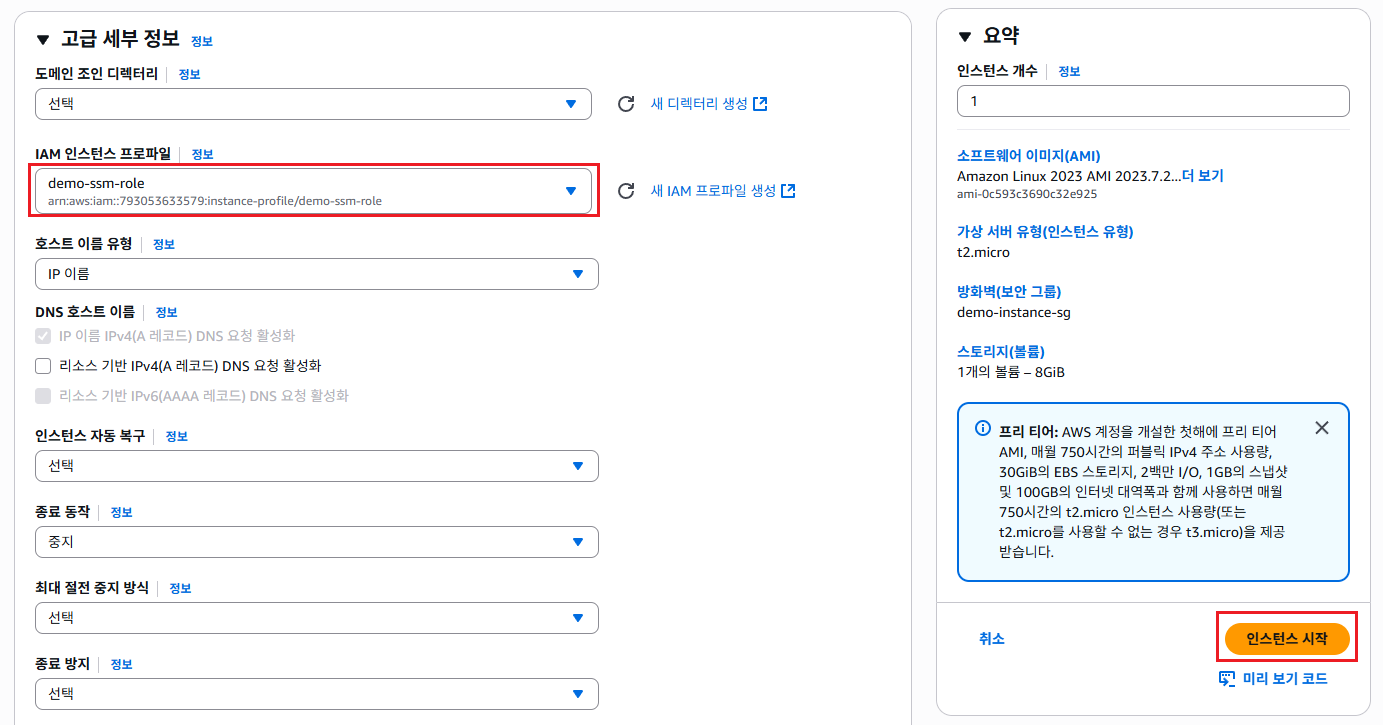 고급 세부 정보 정보
도메인 조인 디렉터리 정보
선택
새 디렉터리 생성
IAM 인스턴스 프로파일 정보
demo-ssm-role
arn:aws:iam::793053633579:instance-profile/demo-ssm-role
새 IAM 프로파일 생성
호스트 이름 유형 정보
IP 이름
DNS 호스트 이름 정보
IP 이름 IPv4(A 레코드) DNS 요청 활성화
리소스 기반 IPv4(A 레코드) DNS 요청 활성화
리소스 기반 IPv6(AAAA 레코드) DNS 요청 활성화
인스턴스 자동 복구 정보
선택
종료 동작 정보
중지
최대 절전 중지 방식 정보
선택
종료 방지 정보
선택
요약
인스턴스 개수 정보
1
소프트웨어 이미지(AMI)
Amazon Linux 2023 AMI 2023.7.2...더 보기
ami-0c593c3690c32e925
가상 서버 유형(인스턴스 유형)
t2.micro
방화벽(보안 그룹)
demo-instance-sg
스토리지(볼륨)
1개의 볼륨 – 8GiB
프리 티어: AWS 계정을 개설한 첫해에 프리 티어
AMI, 매월 750시간의 퍼블릭 IPv4 주소 사용량,
30GiB의 EBS 스토리지, 2백만 I/O, 1GB의 스냅샷
및 100GB의 인터넷 대역폭과 함께 사용하면 매월
750시간의 t2.micro 인스턴스 사용량(또는
t2.micro를 사용할 수 없는 경우 t3.micro)을 제공
받습니다.
취소
인스턴스 시작
미리 보기 코드